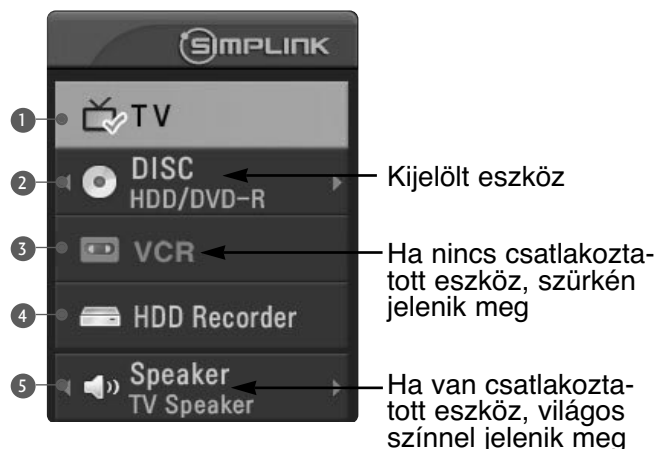 SIMPLINK
1 TV
2 DISC
HDD/DVD-R
Kijelölt eszköz
3 VCR
Ha nincs csatlakozta-
tott eszköz, szürkén
jelenik meg
4 HDD Recorder
5 Speaker
TV Speaker
Ha van csatlakozta-
tott eszköz, világos
színnel jelenik meg